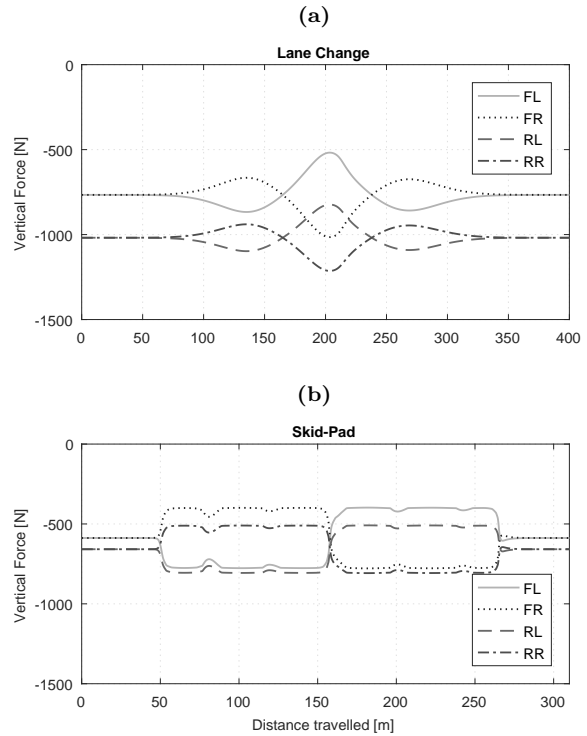 (a)
Lane Change
0
-500
-1000
-1500
Vertical Force [N]
FL
FR
RL
RR
0 50 100 150 200 250 300 350 400
(b)
Skid-Pad
0
-500
-1000
-1500
Vertical Force [N]
FL
FR
RL
RR
0 50 100 150 200 250 300
Distance travelled [m]